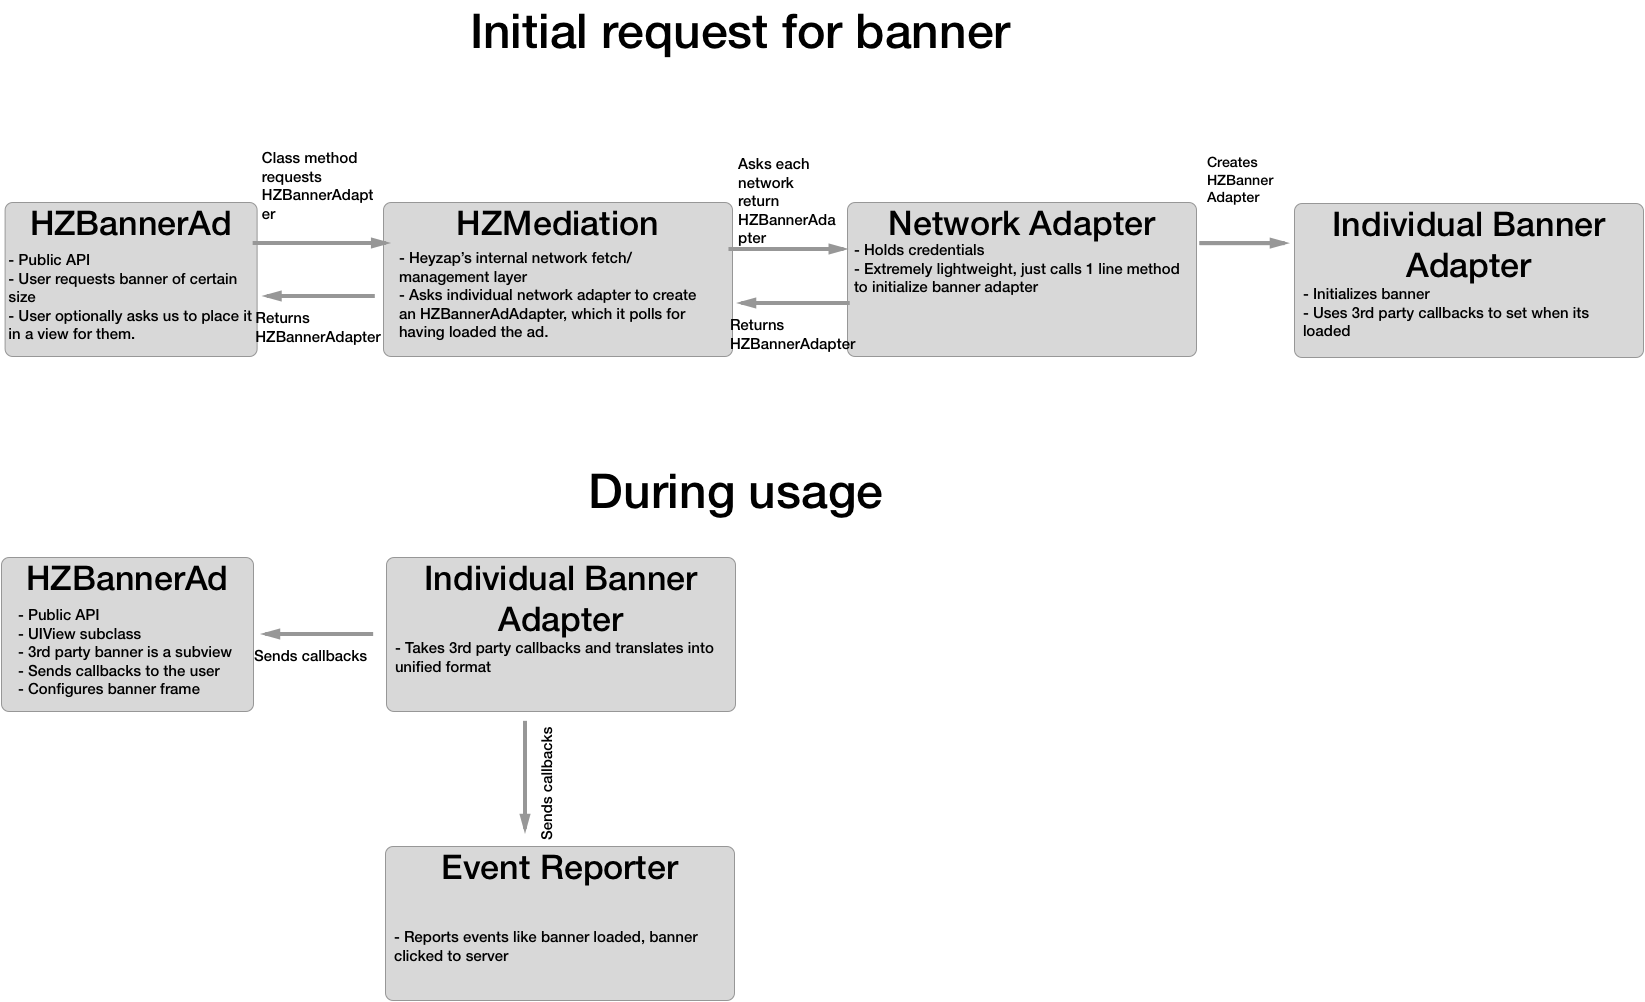 Initial request for banner
Class method
requests
HZBannerAdapt
er
Asks each
network
return
HZBannerAda
pter
Creates
HZBanner
Adapter
HZBannerAd
- Public API
- User requests banner of certain
size
- User optionally asks us to place it
in a view for them.
Returns
HZBannerAdapter
HZMediation
- Heyzap’s internal network fetch/
management layer
- Asks individual network adapter to create
an HZBannerAdAdapter, which it polls for
having loaded the ad.
Returns
HZBannerAdapter
Network Adapter
- Holds credentials
- Extremely lightweight, just calls 1 line method
to initialize banner adapter
Individual Banner
Adapter
- Initializes banner
- Uses 3rd party callbacks to set when its
loaded
During usage
HZBannerAd
- Public API
- UIView subclass
- 3rd party banner is a subview
- Sends callbacks to the user
- Configures banner frame
Sends callbacks
Individual Banner
Adapter
- Takes 3rd party callbacks and translates into
unified format
Sends callbacks
Event Reporter
- Reports events like banner loaded, banner
clicked to server